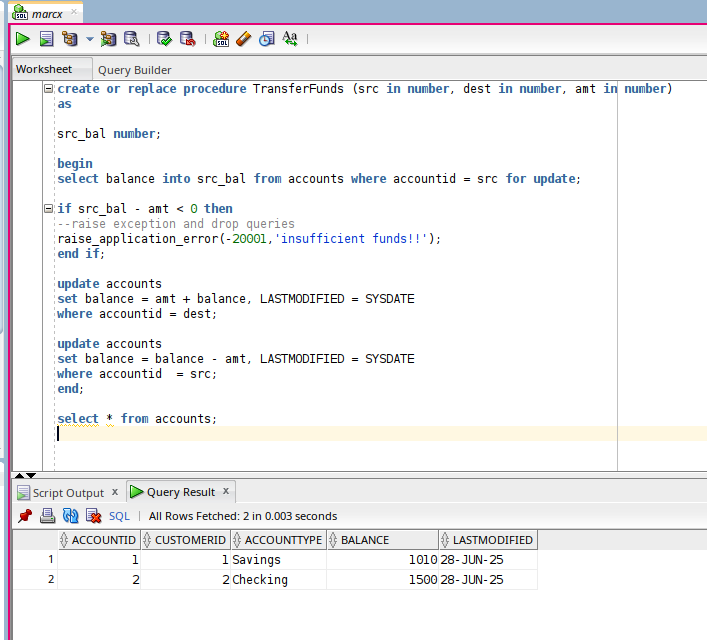 marcx
Worksheet Query Builder
create or replace procedure TransferFunds (src in number, dest in number, amt in number)
as
src_bal number;
begin
select balance into src_bal from accounts where accountid = src for update;
if src_bal - amt < 0 then
--raise exception and drop queries
raise_application_error(-20001,'insufficient funds!!');
end if;
update accounts
set balance = amt + balance, LASTMODIFIED = SYSDATE
where accountid = dest;
update accounts
set balance = balance - amt, LASTMODIFIED = SYSDATE
where accountid  = src;
end;
select * from accounts;
Script Output x Query Result x
SQL All Rows Fetched: 2 in 0.003 seconds
ACCOUNTID CUSTOMERID ACCOUNTTYPE BALANCE LASTMODIFIED
1 1 1 Savings 1010 28-JUN-25
2 2 2 Checking 1500 28-JUN-25